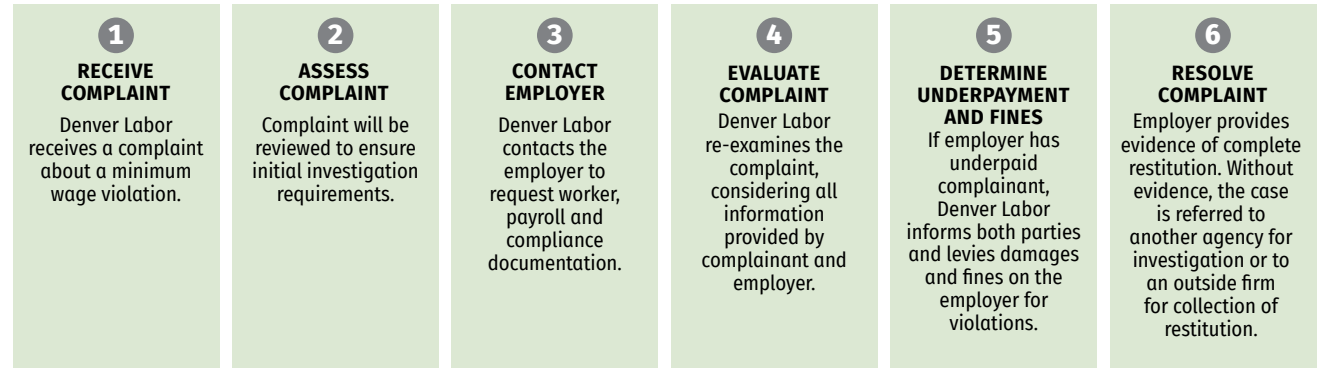 1
RECEIVE
COMPLAINT
Denver Labor
receives a complaint
about a minimum
wage violation.
2
ASSESS
COMPLAINT
Complaint will be
reviewed to ensure
initial investigation
requirements.
3
CONTACT
EMPLOYER
Denver Labor
contacts the
employer to
request worker,
payroll and
compliance
documentation.
4
EVALUATE
COMPLAINT
Denver Labor
re-examines the
complaint,
considering all
information
provided by
complainant and
employer.
5
DETERMINE
UNDERPAYMENT
AND FINES
If employer has
underpaid
complainant,
Denver Labor
informs both parties
and levies damages
and fines on the
employer for
violations.
6
RESOLVE
COMPLAINT
Employer provides
evidence of complete
restitution. Without
evidence, the case
is referred to
another agency for
investigation or to
an outside firm
for collection of
restitution.